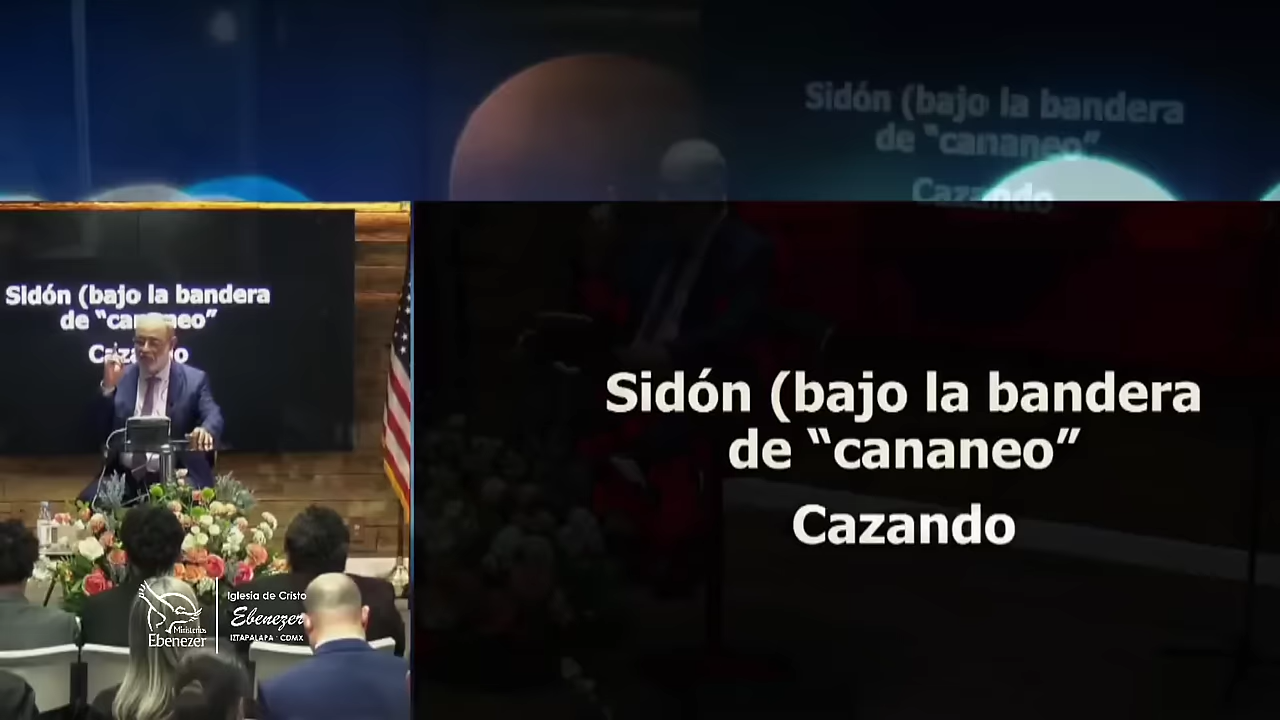 Sidón (bajo la bandera
de “cananeo”
Cazando
Sidón (bajo la bandera
de “cananeo”
Cazando
Sidón (bajo la bandera
de “cananeo”
Cazando
Ministerios
Ebenezer
Iglesia de Cristo
Ebenezer
IZTAPALAPA · CDMX